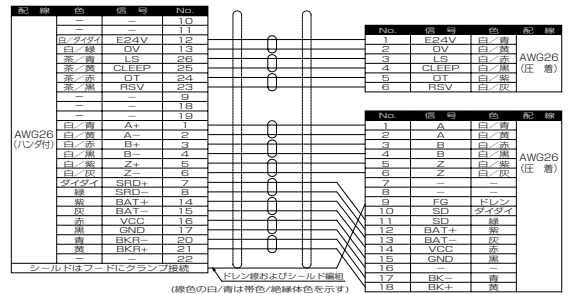 配 線 色 信 号 No.
－ － 10
－ － 11
白／ダイダイ E24V 12
白／緑 0V 13
茶／青 LS 26
茶／黄 CLEEP 25
茶／赤 OT 24
茶／黒 RSV 23
－ － 9
－ － 18
－ － 19
白／青 A+ 1
白／黄 A− 2
白／赤 B+ 3
白／黒 B− 4
白／紫 Z+ 5
白／灰 Z− 6
ダイダイ SRD+ 7
緑 SRD− 8
紫 BAT+ 14
灰 BAT− 15
赤 VCC 16
黒 GND 17
青 BKR− 20
黄 BKR+ 21
－ － 22
AWG26
(ハンダ付)
シールドはフードにクランプ接続
No. 信 号 色 配 線
1 E24V 白／青
2 0V 白／黄
3 LS 白／赤
4 CLEEP 白／黒
5 OT 白／紫
6 RSV 白／灰
AWG26
(圧 着)
No. 信 号 色 配 線
1 A 白／青
2 A 白／黄
3 B 白／赤
4 B 白／黒
5 Z 白／紫
6 Z 白／灰
7 － －
8 － －
9 FG ドレン
10 SD ダイダイ
11 SD 緑
12 BAT+ 紫
13 BAT− 灰
14 VCC 赤
15 GND 黒
16 － －
17 BK− 青
18 BK+ 黄
AWG26
(圧 着)
ドレン線およびシールド編組
(線色の白/青は帯色/絶縁体色を示す)